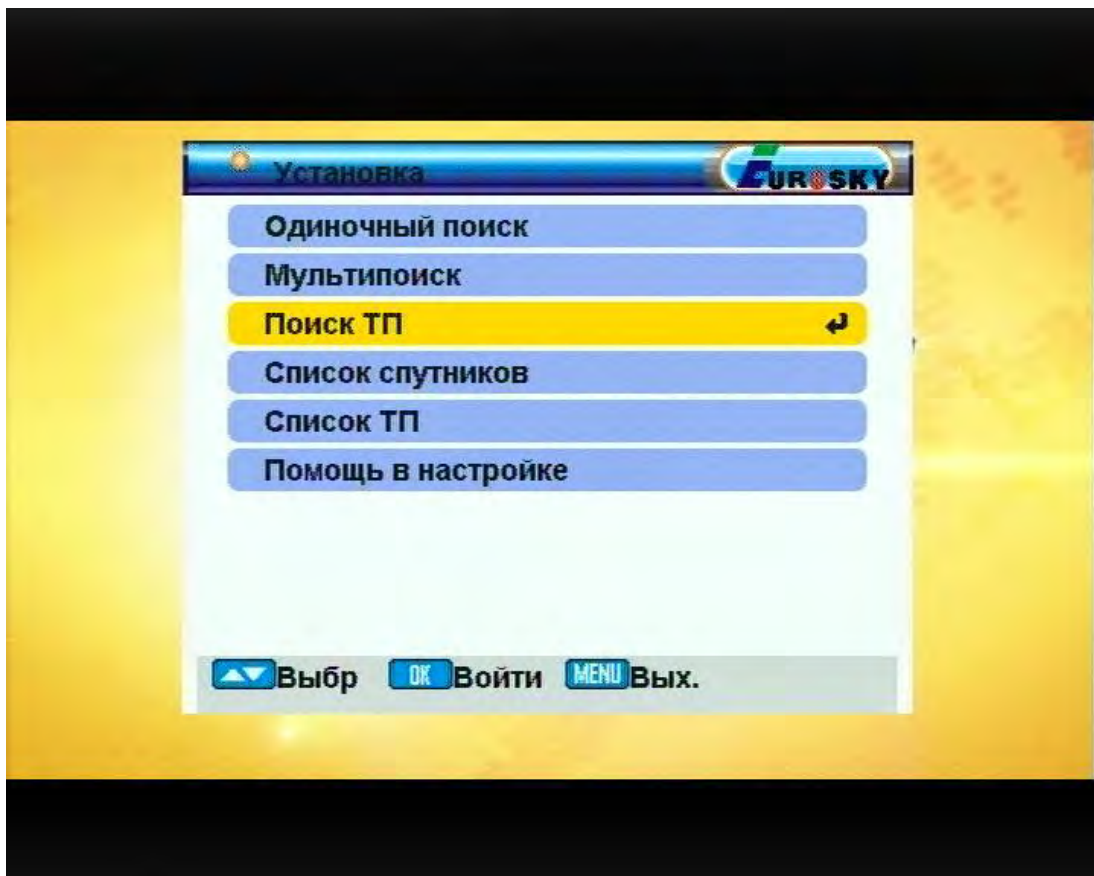 Установка
EUROSKY
Одиночный поиск
Мультипоиск
Поиск ТП
Список спутников
Список ТП
Помощь в настройке
Выбр OK Войти MENU Вых.